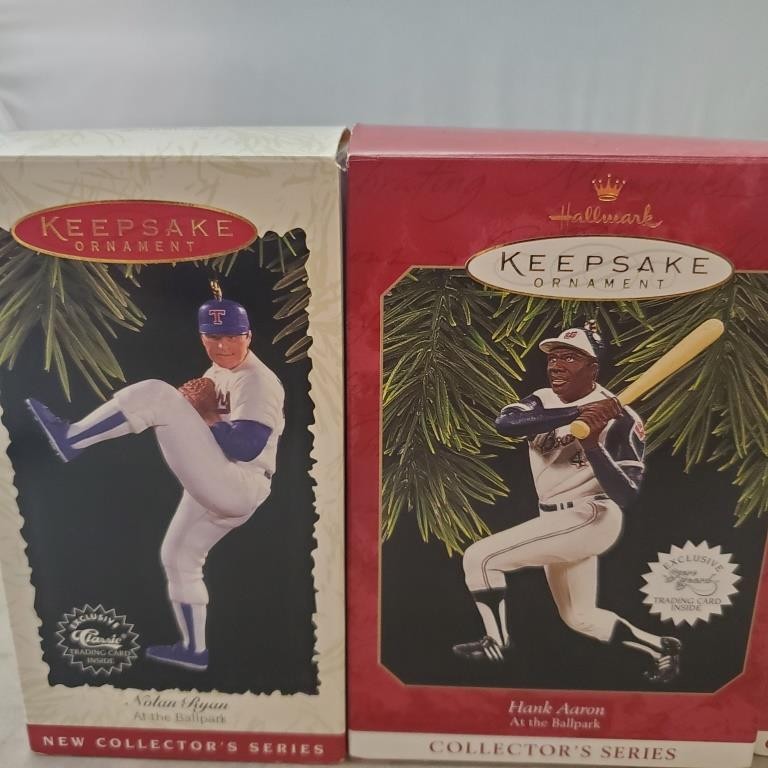 KEEPSAKE
ORNAMENT
T
EXCLUSIVE
Classic
TRADING CARD
INSIDE
Nolan Ryan
At the Ballpark
NEW COLLECTOR'S SERIES
Hallmark
KEEPSAKE
ORNAMENT
4
EXCLUSIVE
TRADING CARD
INSIDE
Hank Aaron
At the Ballpark
COLLECTOR'S SERIES